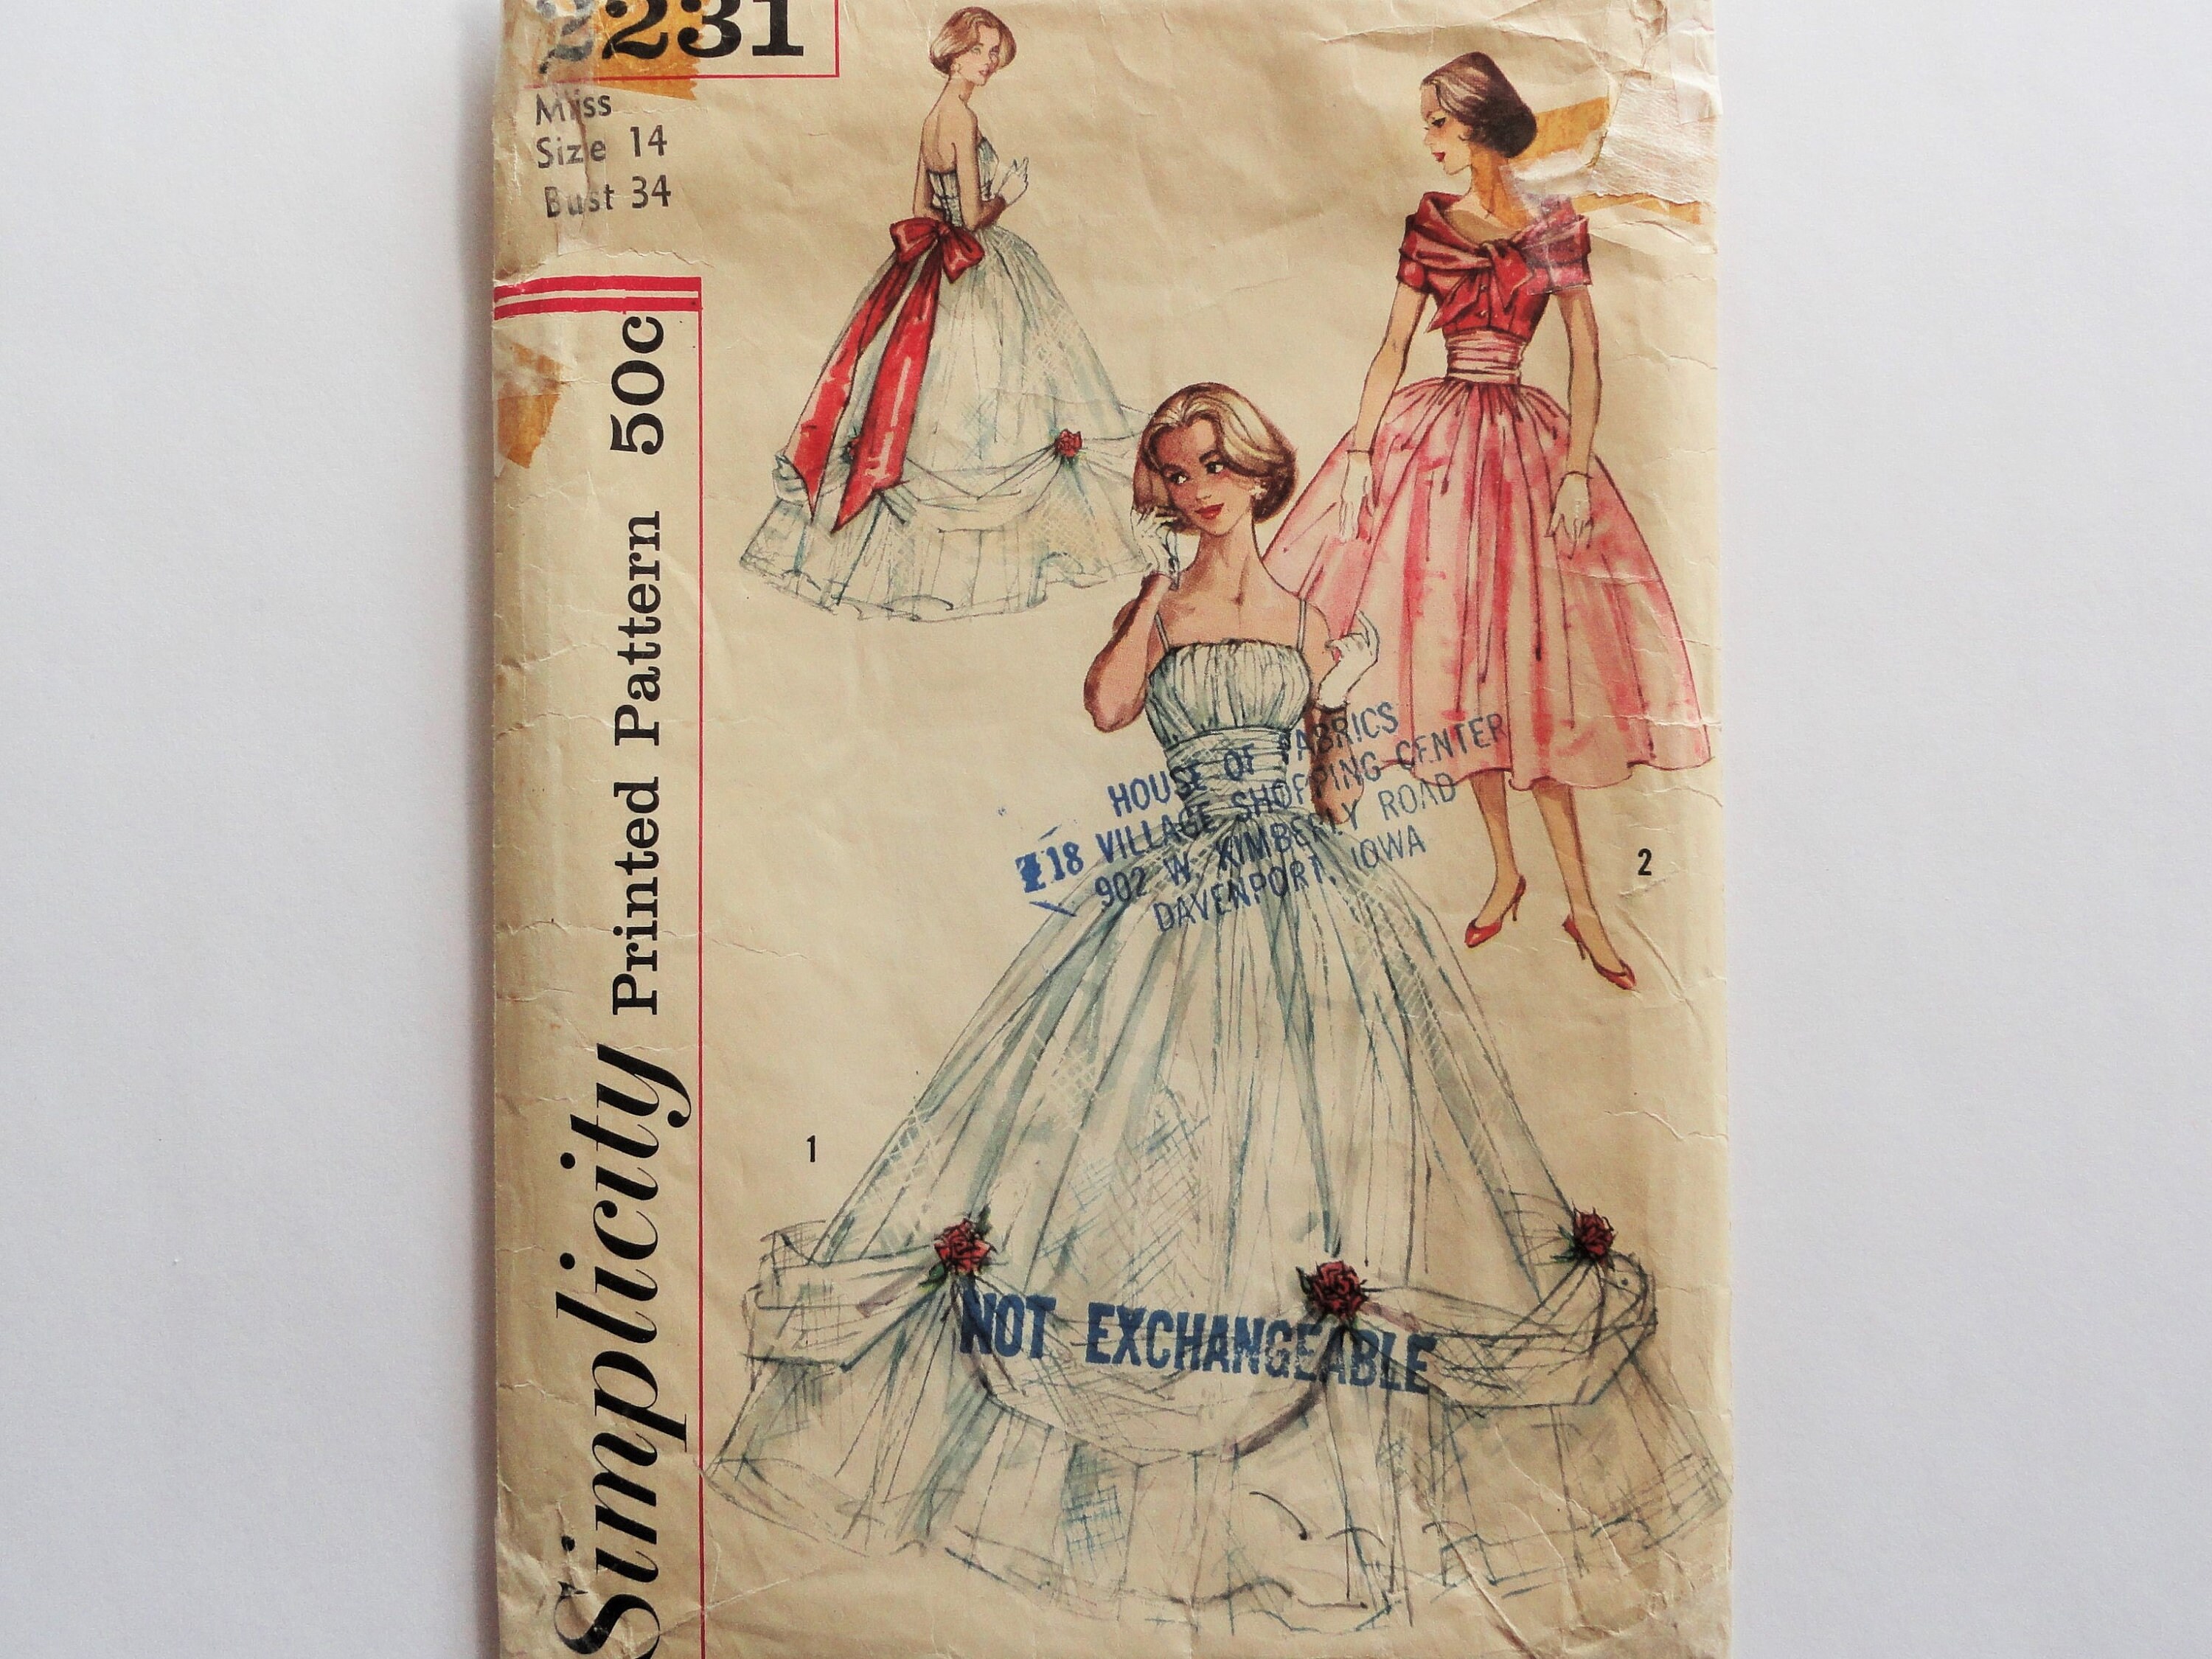 2231
Miss
Size 14
Bust 34
Simplicity Printed Pattern 50c
HOUSE OF FABRICS
18 VILLAGE SHOPPING CENTER
902 W. KIMBERLY ROAD
DAVENPORT, IOWA
2
1
NOT EXCHANGEABLE